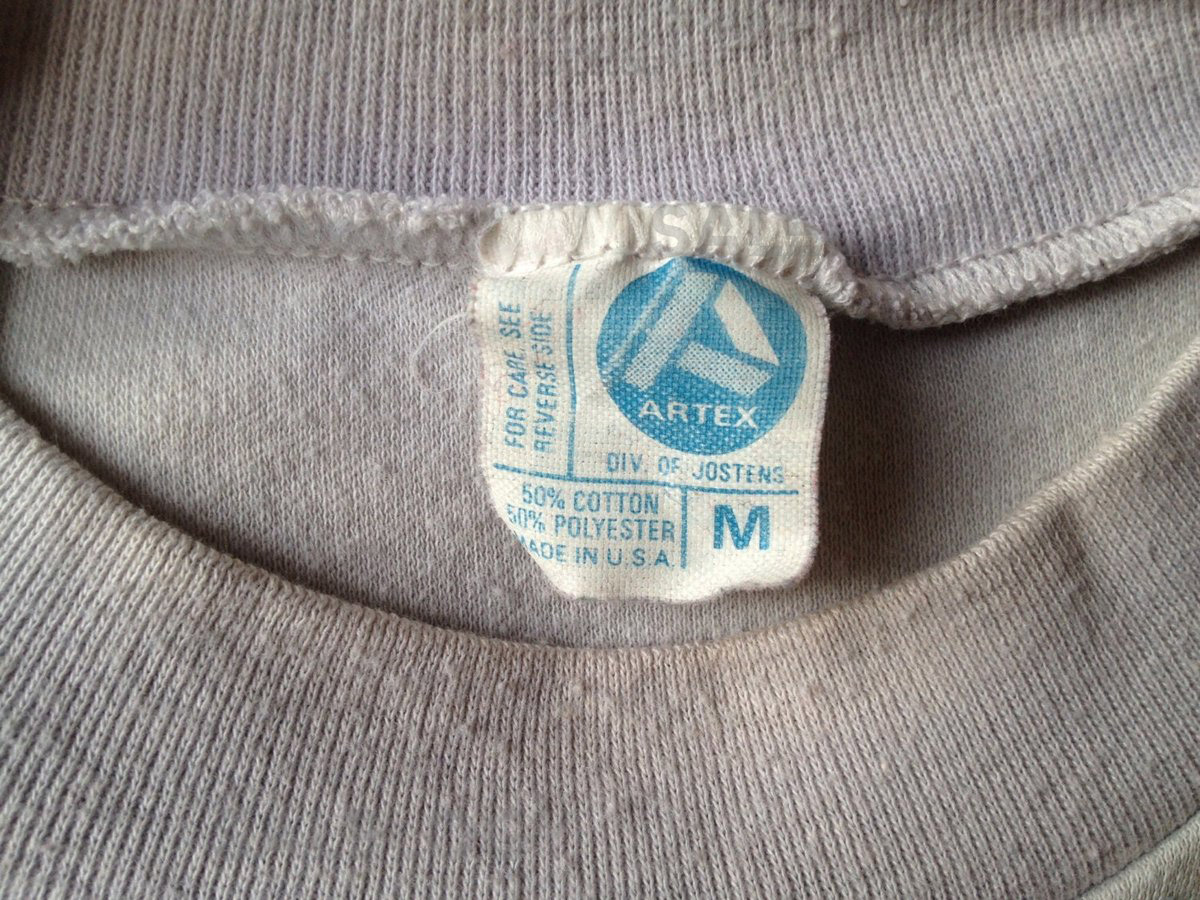 FOR CARE SEE
REVERSE SIDE
ARTEX
DIV. OF JOSTENS
50% COTTON
50% POLYESTER
MADE IN U.S.A.
M